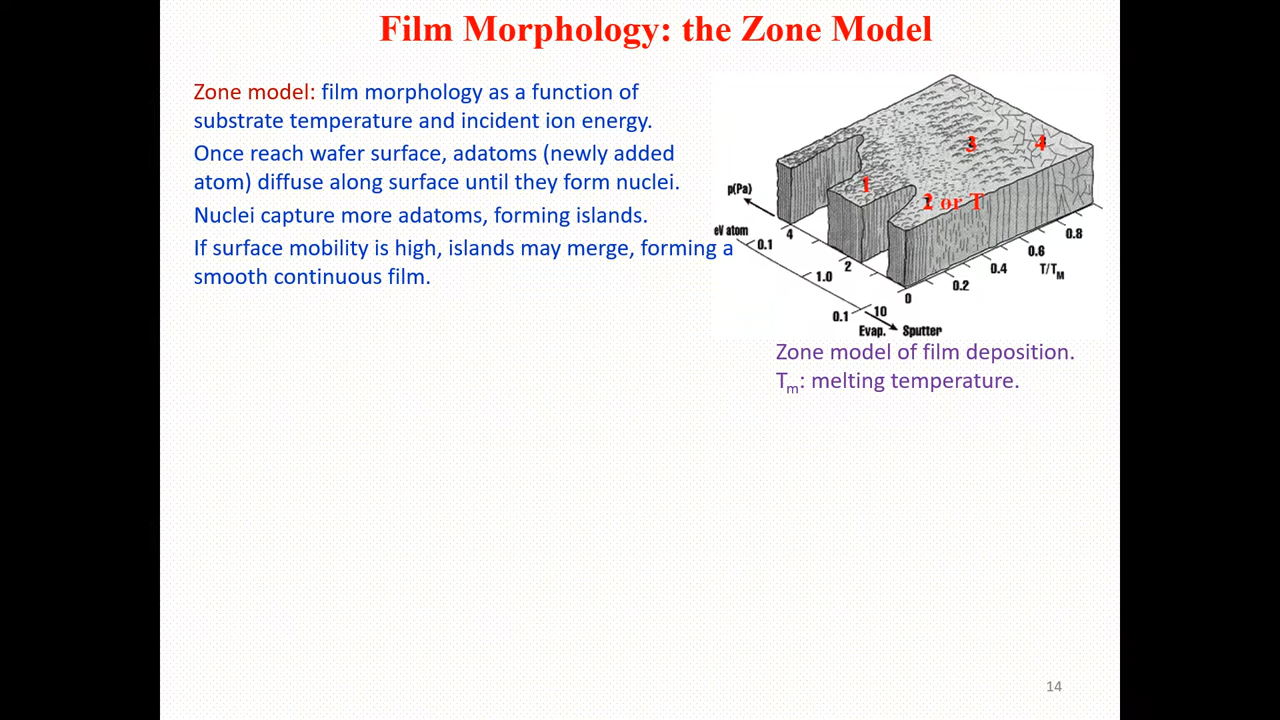 Film Morphology: the Zone Model
Zone model: film morphology as a function of
substrate temperature and incident ion energy.
Once reach wafer surface, adatoms (newly added
atom) diffuse along surface until they form nuclei.
Nuclei capture more adatoms, forming islands.
If surface mobility is high, islands may merge, forming a
smooth continuous film.
3
4
1
2 or T
p(Pa)
4
2
0
eV atom
0.1
1.0
10
0.1
Evap.
Sputter
0.2
0.4
0.6
0.8
T/TM
Zone model of film deposition.
Tm: melting temperature.
14